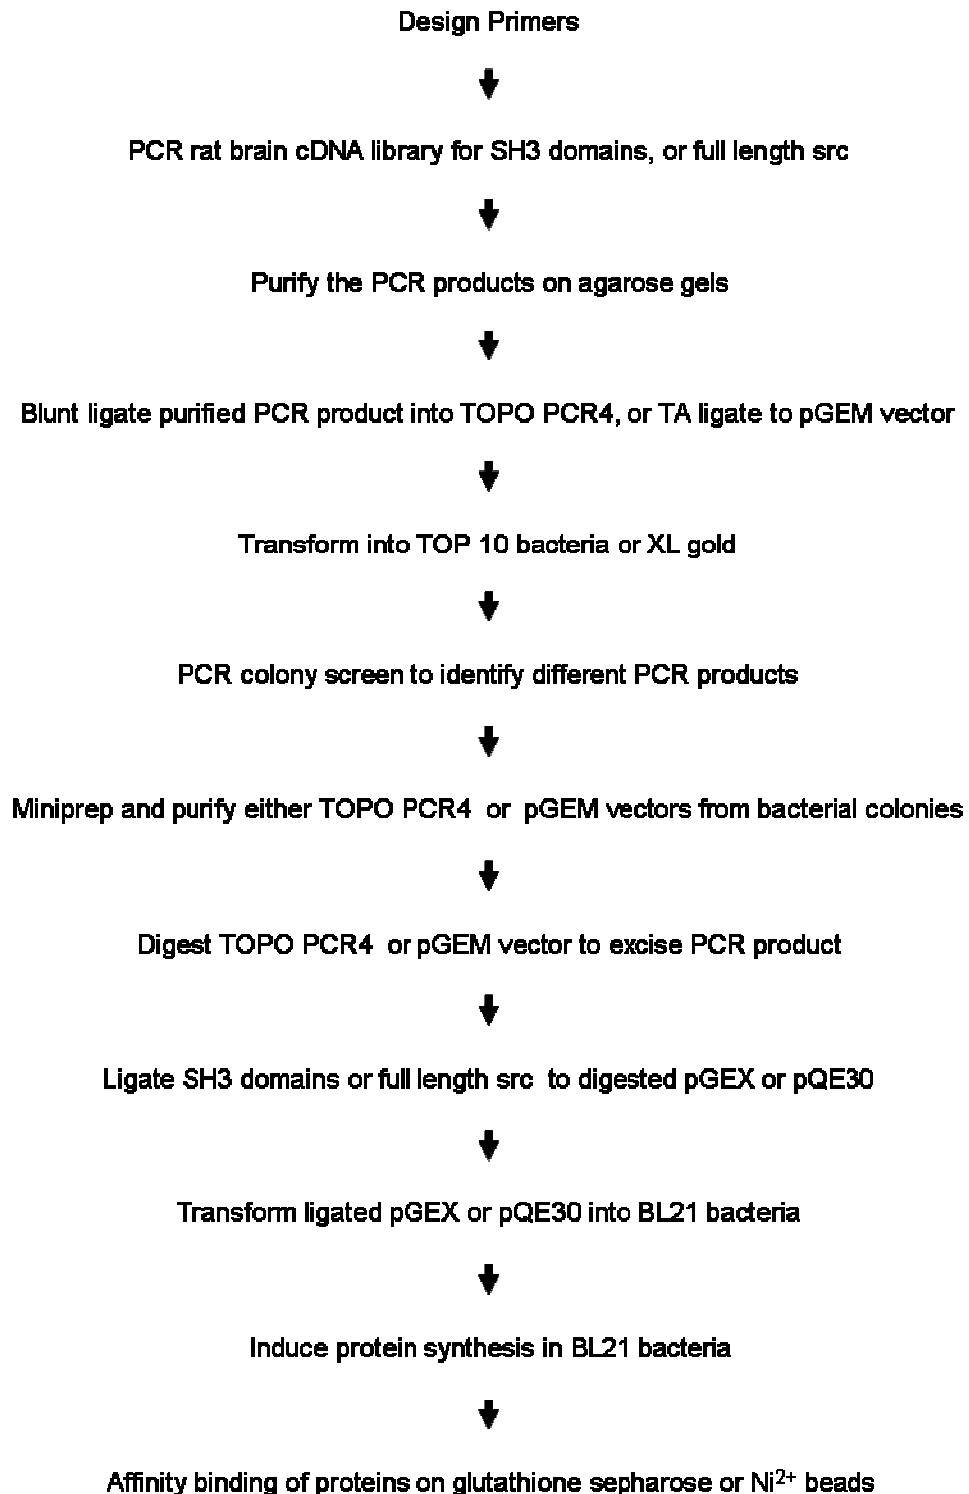 Design Primers
PCR rat brain cDNA library for SH3 domains, or full length src
Purify the PCR products on agarose gels
Blunt ligate purified PCR product into TOPO PCR4, or TA ligate to pGEM vector
Transform into TOP 10 bacteria or XL gold
PCR colony screen to identify different PCR products
Miniprep and purify either TOPO PCR4 or pGEM vectors from bacterial colonies
Digest TOPO PCR4 or pGEM vector to excise PCR product
Ligate SH3 domains or full length src to digested pGEX or pQE30
Transform ligated pGEX or pQE30 into BL21 bacteria
Induce protein synthesis in BL21 bacteria
Affinity binding of proteins on glutathione sepharose or Ni²⁺ beads